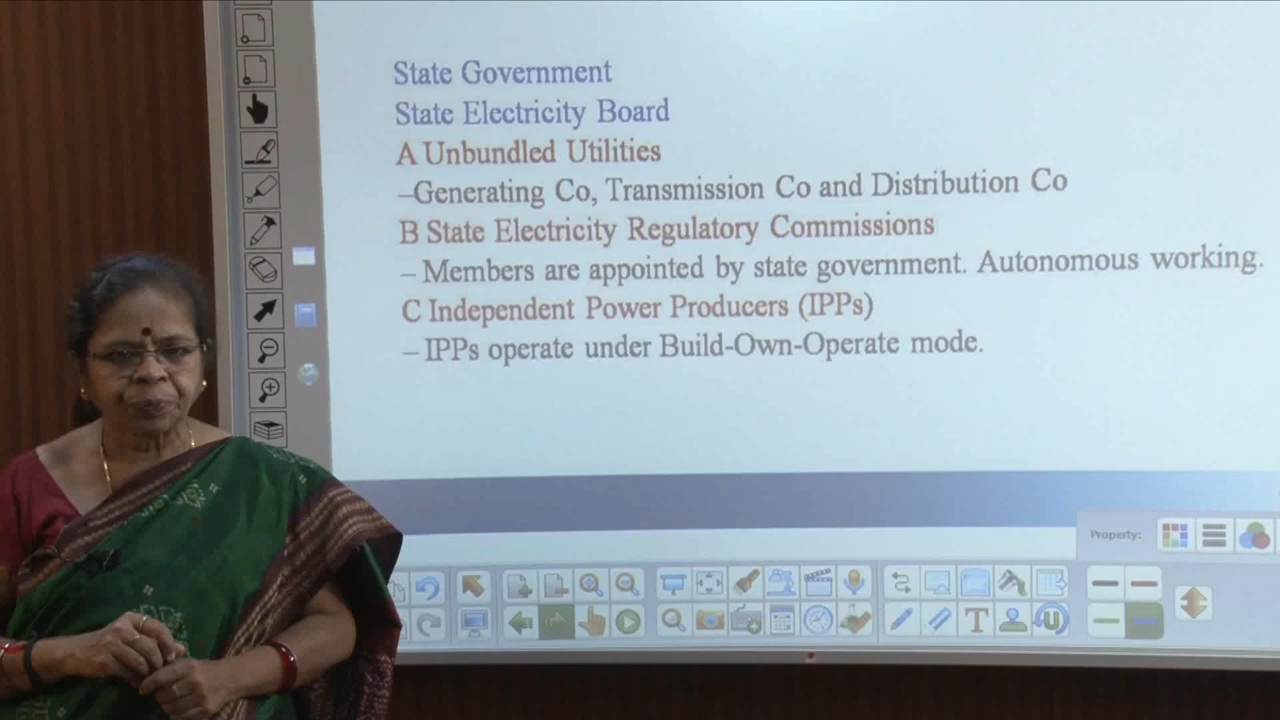 State Government
State Electricity Board
A Unbundled Utilities
–Generating Co, Transmission Co and Distribution Co
B State Electricity Regulatory Commissions
– Members are appointed by state government. Autonomous working.
C Independent Power Producers (IPPs)
– IPPs operate under Build-Own-Operate mode.
Property: